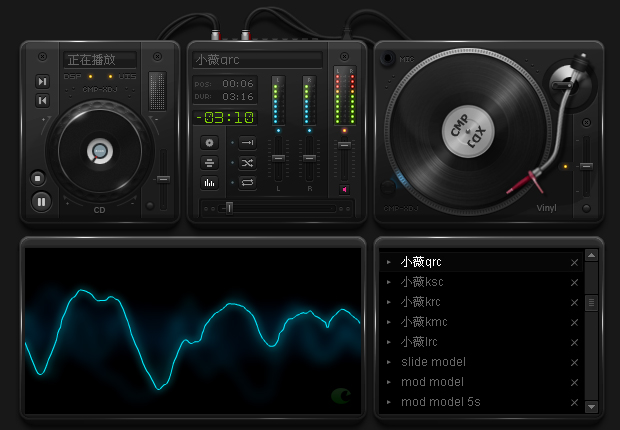 正在播放
DSP VIS
CMP-XDJ
CD
小薇qrc
POS: 00:06
DUR: 03:16
-03:10
L R
L R
L R
MIC
CMP
XDJ
CMP-XDJ
Vinyl
小薇qrc
小薇ksc
小薇krc
小薇kmc
小薇lrc
slide model
mod model
mod model 5s